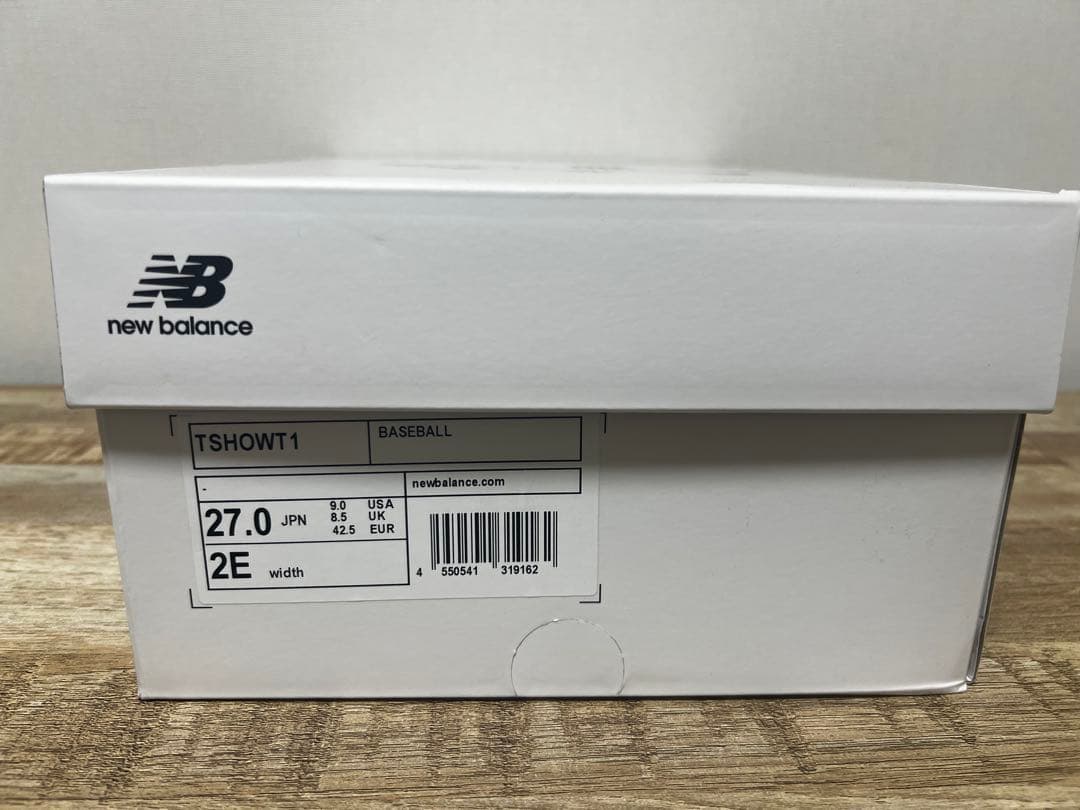 NB
new balance
TSHOWT1
BASEBALL
-
newbalance.com
27.0 JPN
9.0 USA
8.5 UK
42.5 EUR
2E width
4 550541 319162